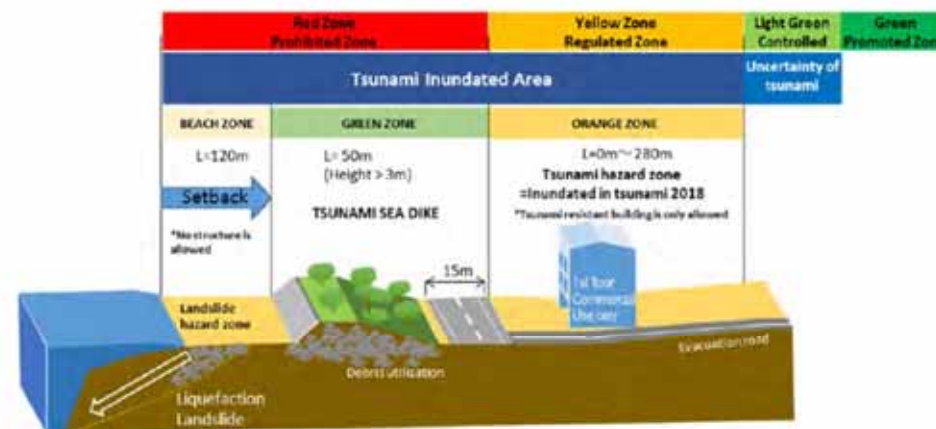 Red Zone
Prohibited Zone
Yellow Zone
Regulated Zone
Light Green
Controlled
Green
Promoted Zon
Tsunami Inundated Area
Uncertainty of
tsunami
BEACH ZONE
GREEN ZONE
ORANGE ZONE
L=120m
L= 50m
(Height > 3m)
L=0m～ 280m
Tsunami hazard zone
=Inundated in tsunami 2018
*Tsunami resistant building is only allowed
Setback
TSUNAMI SEA DIKE
*No structure is
allowed
15m
1st floor
Commercial
Use only
Landslide
hazard zone
Evacuation road
Debris utilization
Liquefaction
Landslide